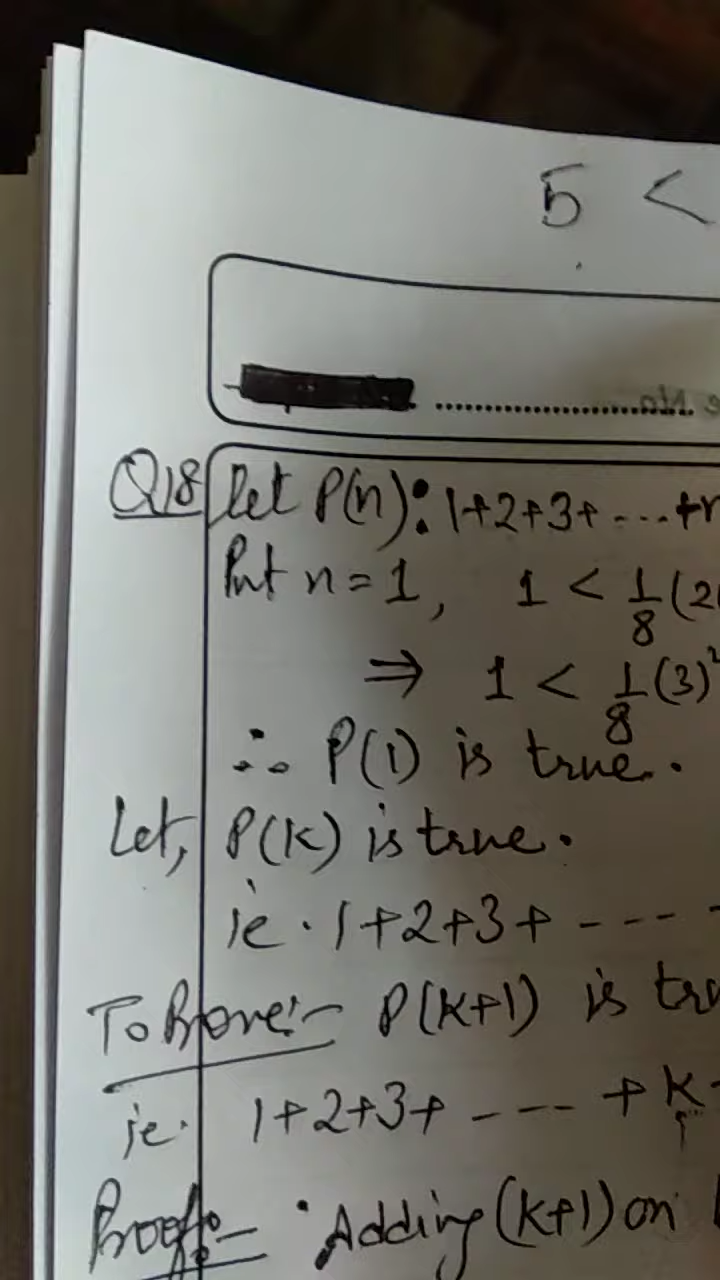 5 <
Q18 Let P(n): 1+2+3+ ...+n
Put n = 1, 1 < 1/8 (2(
⇒ 1 < 1/8 (3)²
∴ P(1) is true.
Let, P(K) is true.
ie. 1+2+3+ ----
To Prove:- P(K+1) is tru
ie. 1+2+3+ ---- + K+
Proof:- Adding (K+1) on